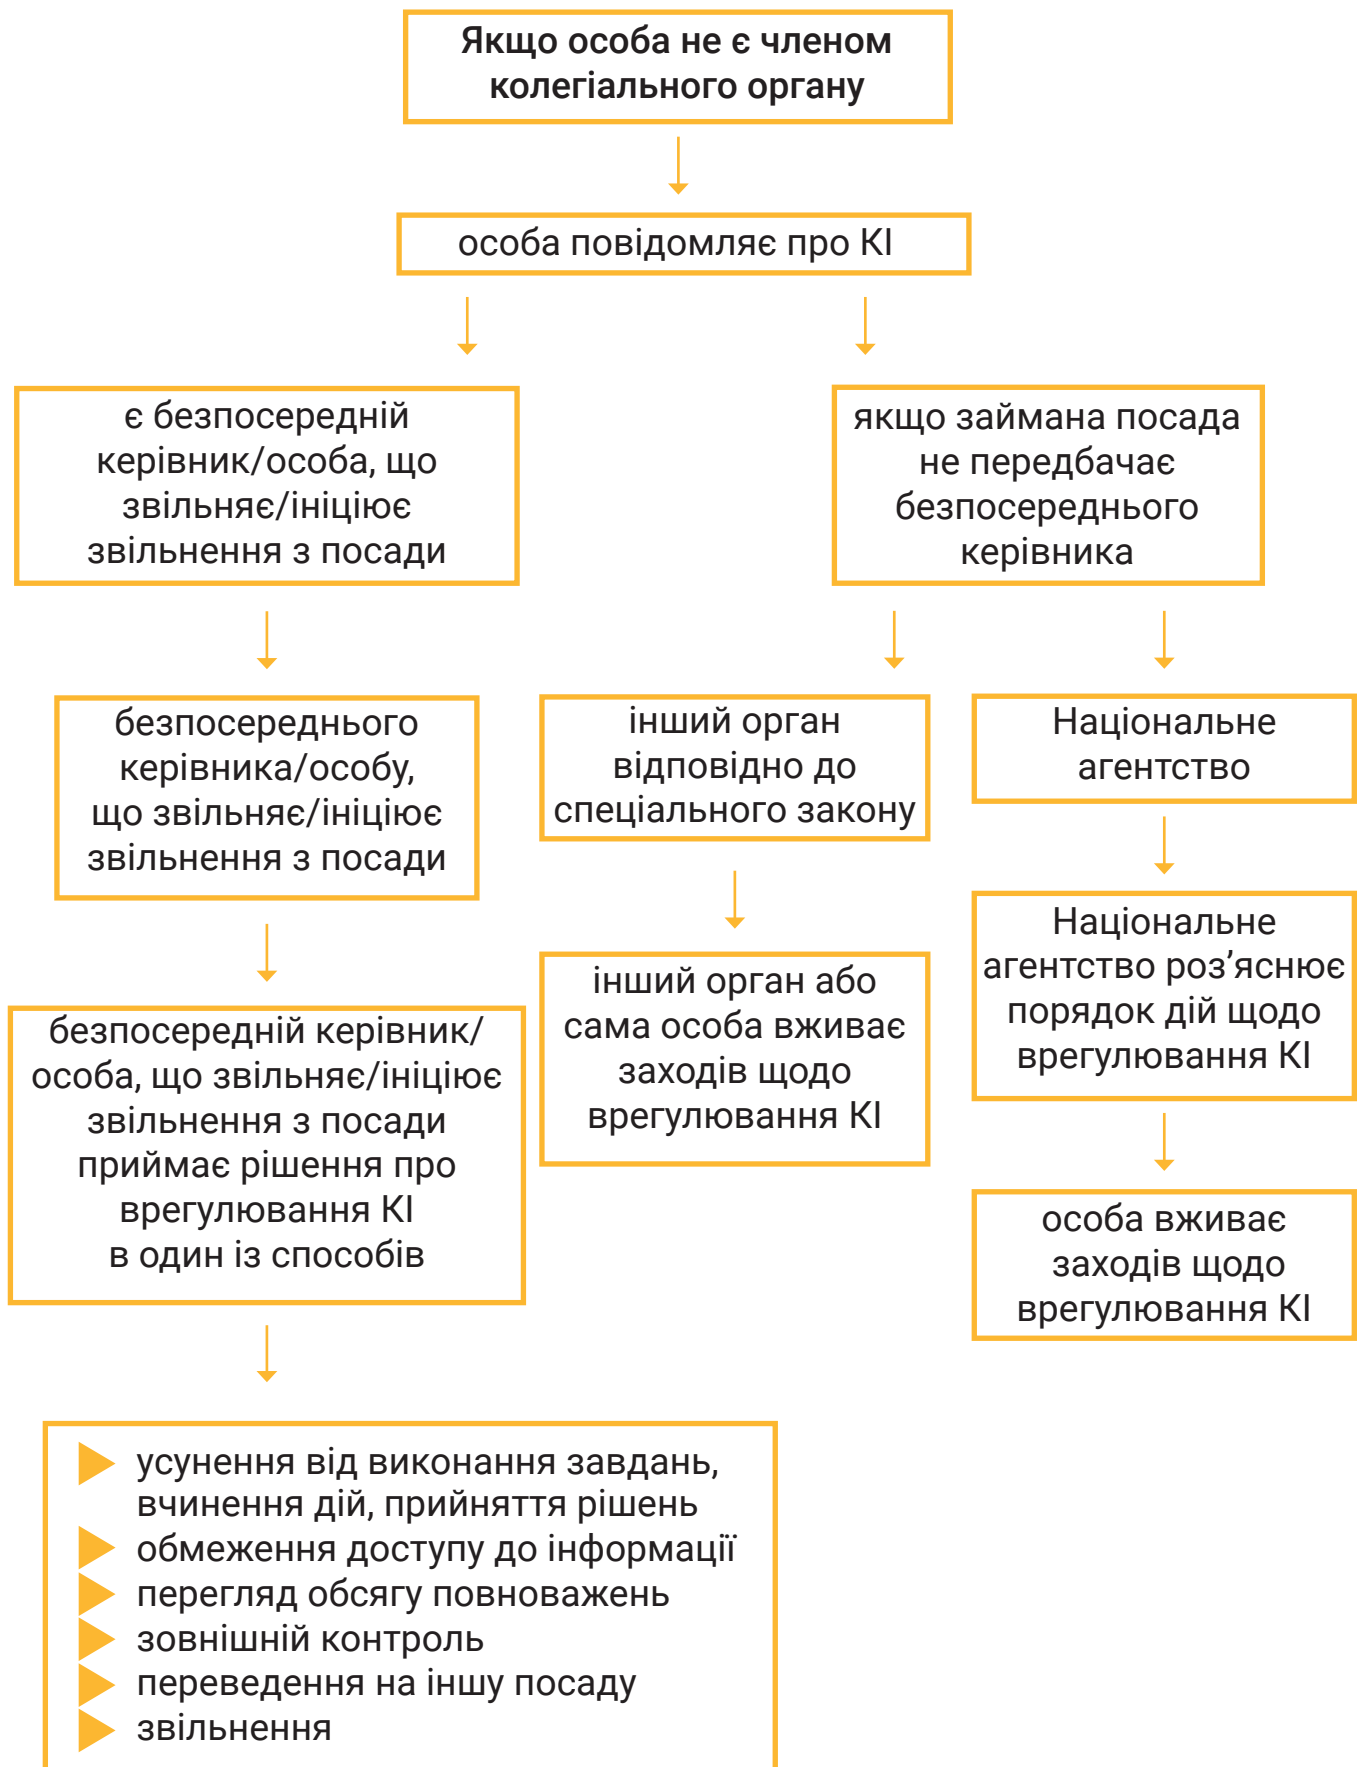 Якщо особа не є членом
колегіального органу
особа повідомляє про КІ
є безпосередній
керівник/особа, що
звільняє/ініціює
звільнення з посади
якщо займана посада
не передбачає
безпосереднього
керівника
безпосереднього
керівника/особу,
що звільняє/ініціює
звільнення з посади
інший орган
відповідно до
спеціального закону
Національне
агентство
безпосередній керівник/
особа, що звільняє/ініціює
звільнення з посади
приймає рішення про
врегулювання КІ
в один із способів
інший орган або
сама особа вживає
заходів щодо
врегулювання КІ
Національне
агентство роз’яснює
порядок дій щодо
врегулювання КІ
особа вживає
заходів щодо
врегулювання КІ
усунення від виконання завдань,
вчинення дій, прийняття рішень
обмеження доступу до інформації
перегляд обсягу повноважень
зовнішній контроль
переведення на іншу посаду
звільнення